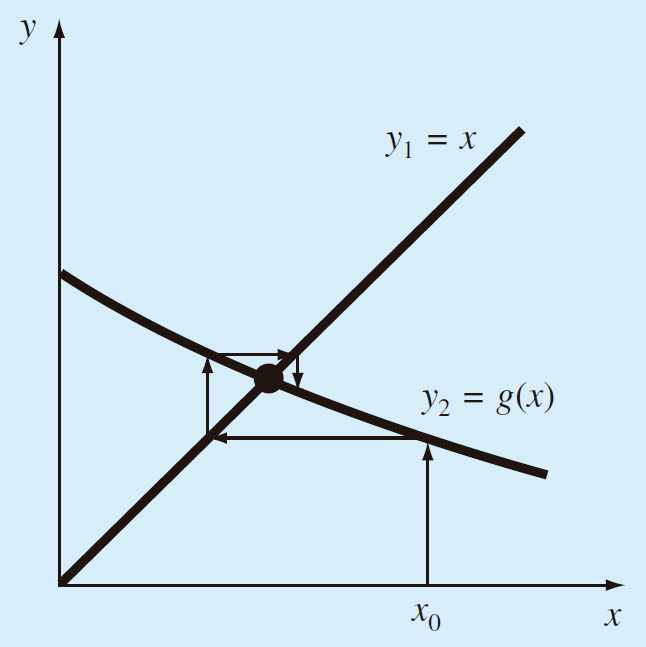 y
y₁ = x
y₂ = g(x)
x₀
x